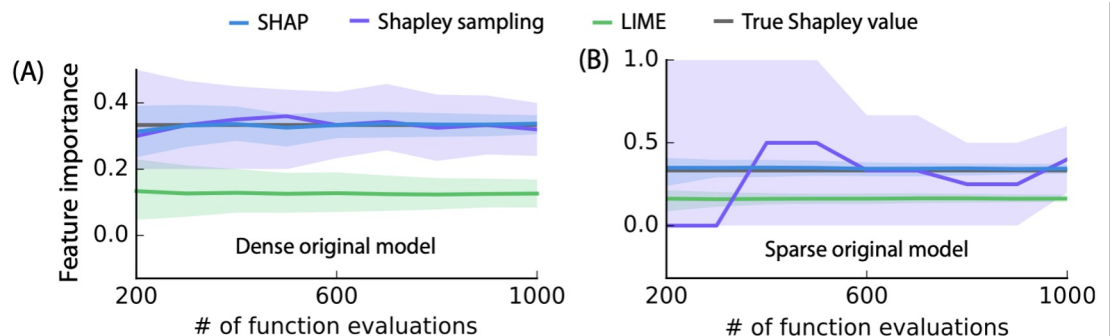 SHAP Shapley sampling LIME True Shapley value
(A) (B)
Feature importance
0.4
0.2
0.0
Dense original model
200 600 1000
# of function evaluations
1.0
0.5
0.0
Sparse original model
200 600 1000
# of function evaluations